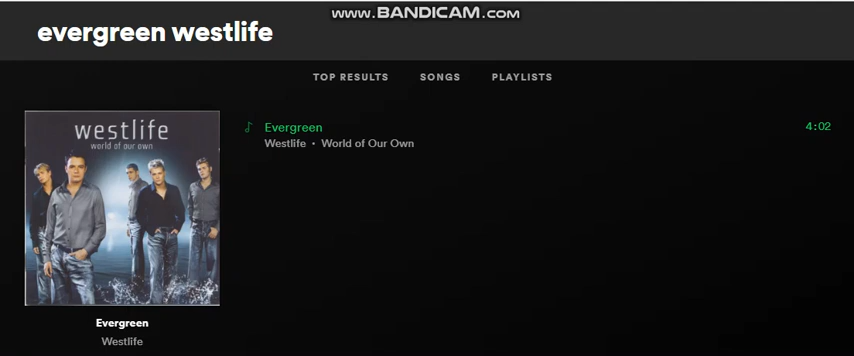 www.BANDICAM.com
evergreen westlife
TOP RESULTS SONGS PLAYLISTS
westlife
world of our own
Evergreen 4:02
Westlife • World of Our Own
Evergreen
Westlife